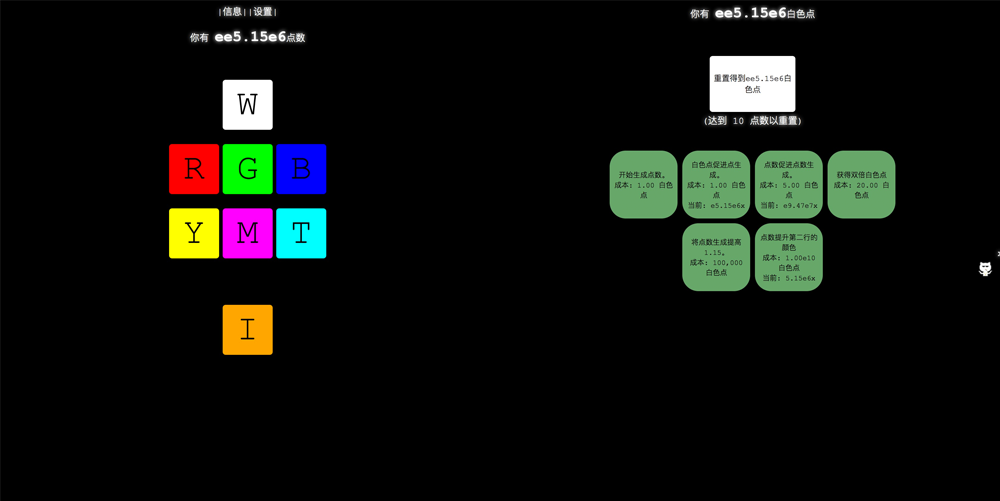 |信息||设置|
你有 ee5.15e6点数
W
R G B
Y M T
I
你有 ee5.15e6白色点
重置得到ee5.15e6白
色点
(达到 10 点数以重置)
开始生成点数。
成本: 1.00 白色
点
白色点促进点生
成。
成本: 1.00 白色
点
当前: e5.15e6x
点数促进点数生
成。
成本: 5.00 白色
点
当前: e9.47e7x
获得双倍白色点
成本: 20.00 白
色点
将点数生成提高
1.15。
成本: 100,000
白色点
点数提升第二行的
颜色
成本: 1.00e10
白色点
当前: 5.15e6x